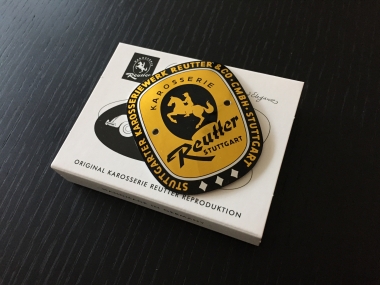 Reutter
KAROSSERIE
Reutter
STUTTGART
STUTTGARTER KAROSSERIEWERK REUTTER & CO · GMBH · STUTTGART
ORIGINAL KAROSSERIE REUTTER REPRODUKTION